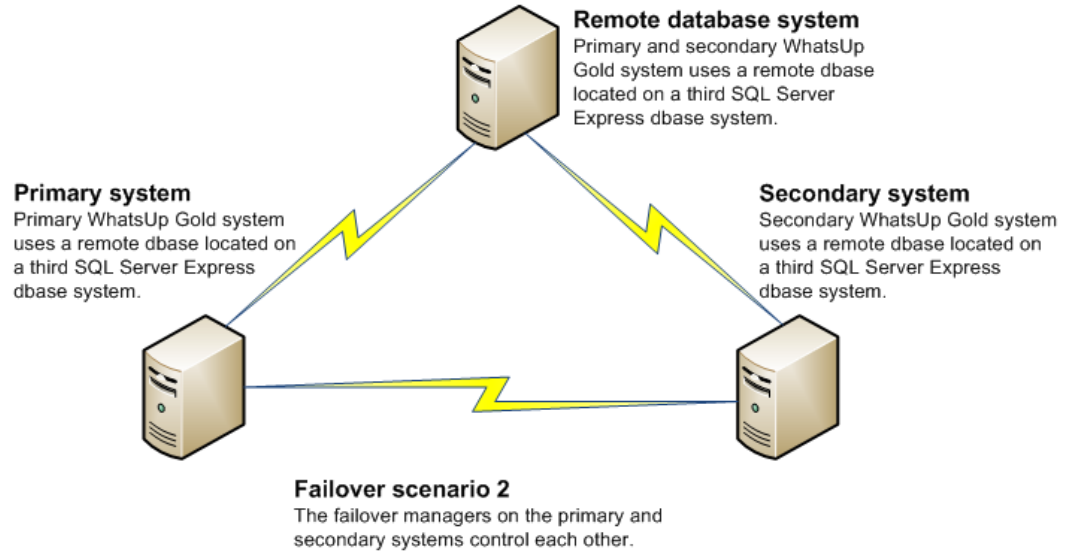 Remote database system
Primary and secondary WhatsUp
Gold system uses a remote dbase
located on a third SQL Server
Express dbase system.
Primary system
Primary WhatsUp Gold system
uses a remote dbase located on
a third SQL Server Express
dbase system.
Secondary system
Secondary WhatsUp Gold system
uses a remote dbase located on
a third SQL Server Express
dbase system.
Failover scenario 2
The failover managers on the primary and
secondary systems control each other.